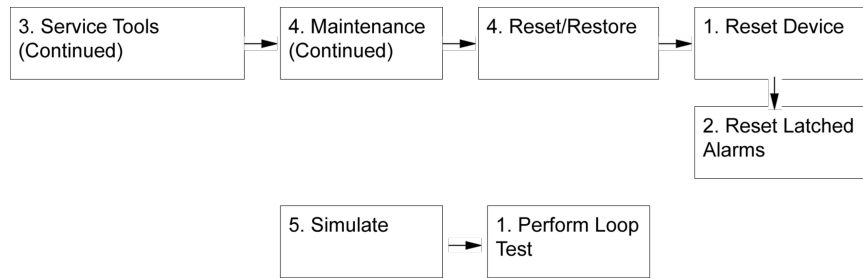 3. Service Tools
(Continued)
4. Maintenance
(Continued)
4. Reset/Restore
1. Reset Device
2. Reset Latched
Alarms
5. Simulate
1. Perform Loop
Test